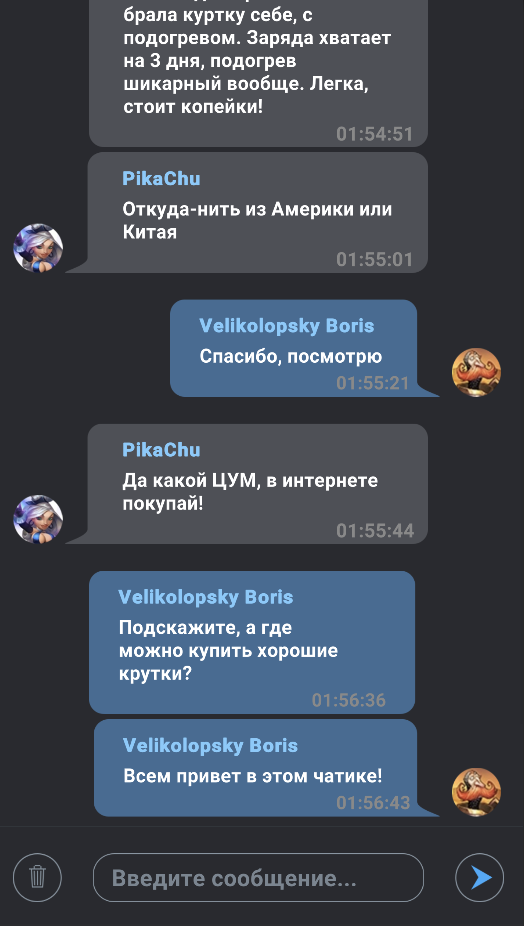 брала куртку себе, с
подогревом. Заряда хватает
на 3 дня, подогрев
шикарный вообще. Легка,
стоит копейки!
01:54:51
PikaChu
Откуда-нить из Америки или
Китая
01:55:01
Velikolopsky Boris
Спасибо, посмотрю
01:55:21
PikaChu
Да какой ЦУМ, в интернете
покупай!
01:55:44
Velikolopsky Boris
Подскажите, а где
можно купить хорошие
крутки?
01:56:36
Velikolopsky Boris
Всем привет в этом чатике!
01:56:43
Введите сообщение...